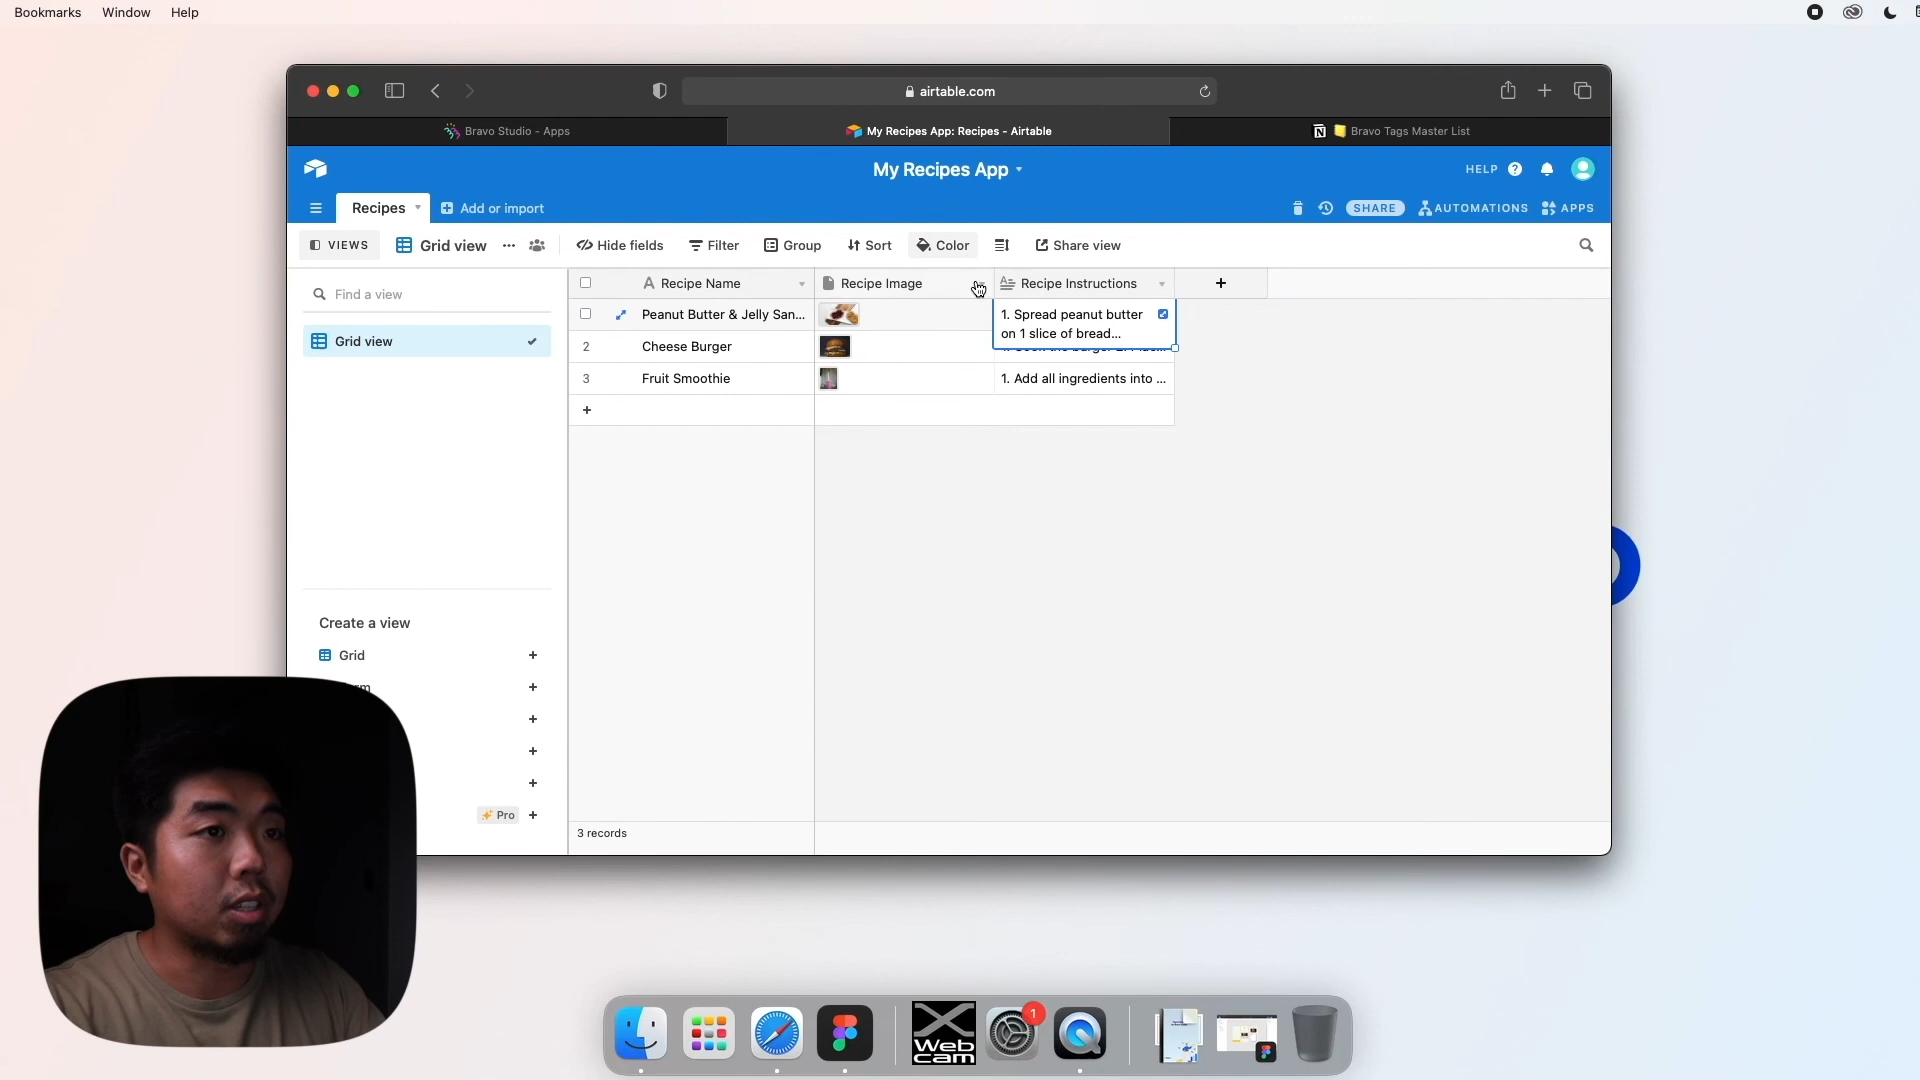 Bookmarks Window Help
airtable.com
Bravo Studio - Apps
My Recipes App: Recipes - Airtable
Bravo Tags Master List
My Recipes App
HELP
Recipes
Add or import
SHARE
AUTOMATIONS
APPS
VIEWS
Grid view
Hide fields
Filter
Group
Sort
Color
Share view
Find a view
Grid view
Recipe Name
Recipe Image
Recipe Instructions
Peanut Butter & Jelly San...
1. Spread peanut butter
on 1 slice of bread...
2 Cheese Burger
3 Fruit Smoothie
1. Add all ingredients into ...
Create a view
Grid
Pro
3 records
1
Web
cam